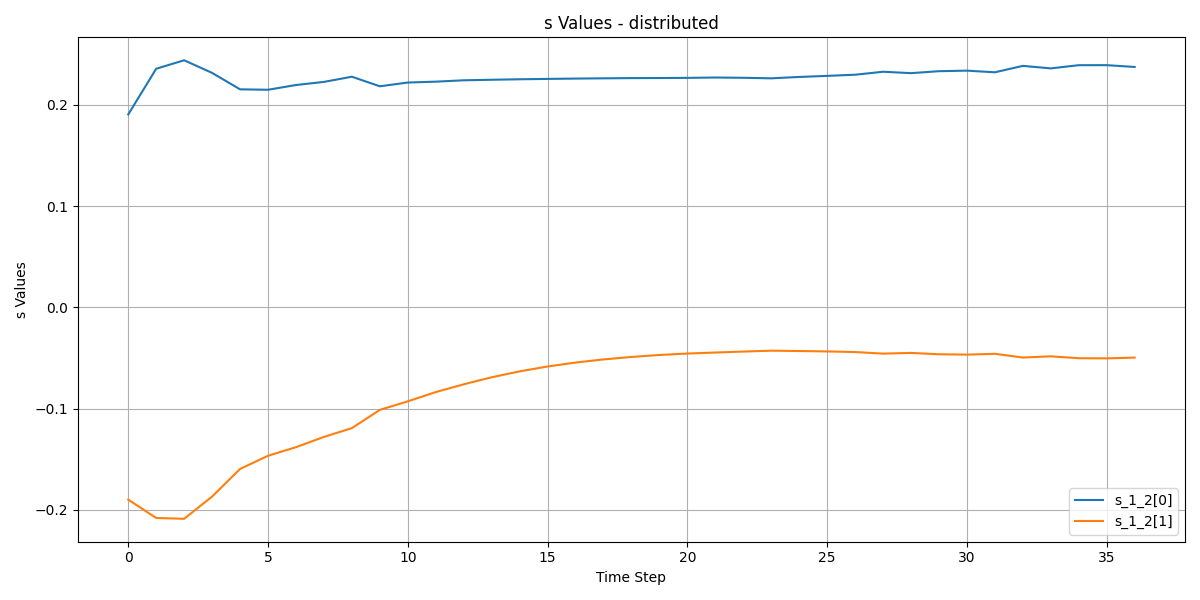 s Values - distributed
s Values
0.2
0.1
0.0
−0.1
−0.2
s_1_2[0]
s_1_2[1]
0 5 10 15 20 25 30 35
Time Step